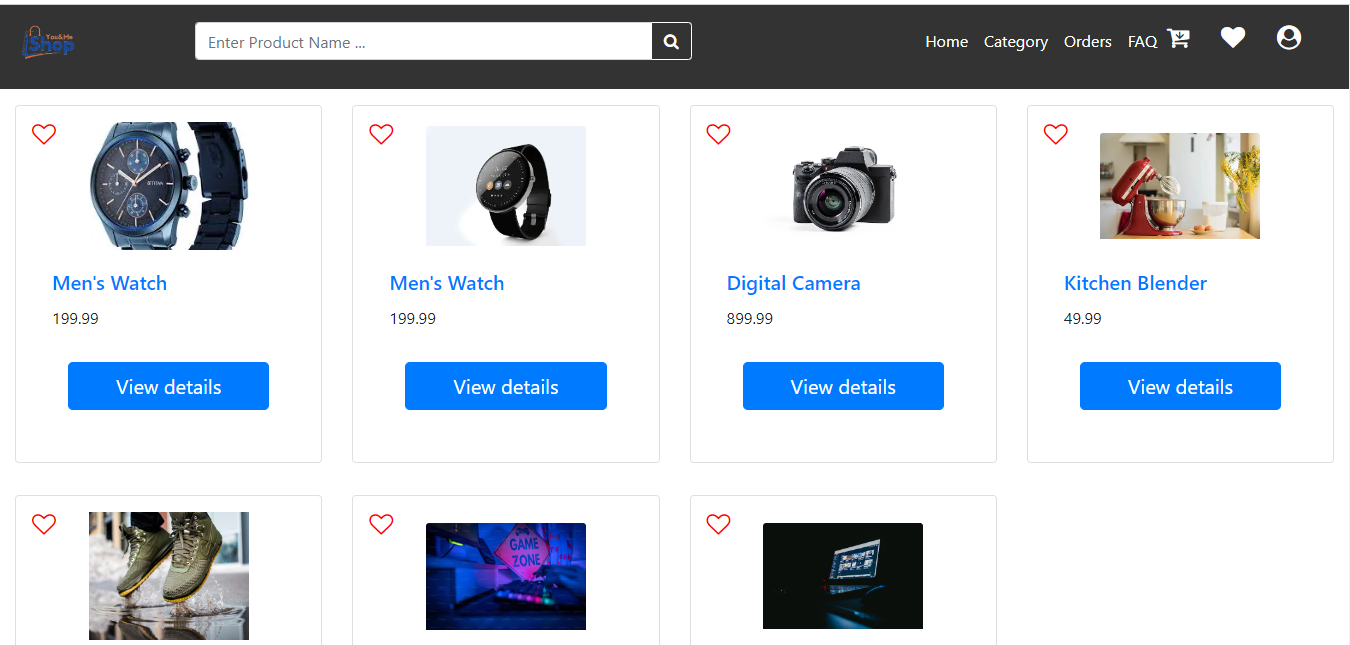 You&Me
Shop
Enter Product Name ...
Home Category Orders FAQ
TITAN
Men's Watch
199.99
View details
Men's Watch
199.99
View details
Digital Camera
899.99
View details
Kitchen Blender
49.99
View details
GAME
ZONE